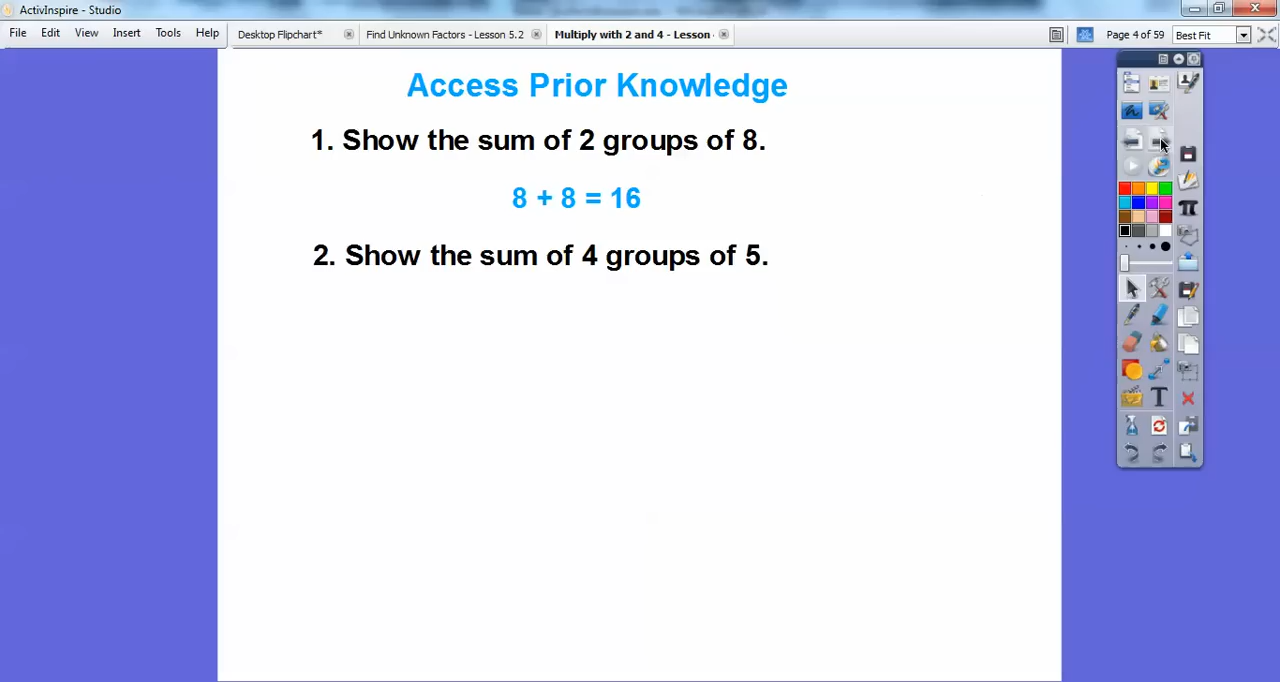 ActivInspire - Studio
File Edit View Insert Tools Help
Desktop Flipchart* Find Unknown Factors - Lesson 5.2 Multiply with 2 and 4 - Lesson
Page 4 of 59 Best Fit
Access Prior Knowledge
1. Show the sum of 2 groups of 8.
8 + 8 = 16
2. Show the sum of 4 groups of 5.